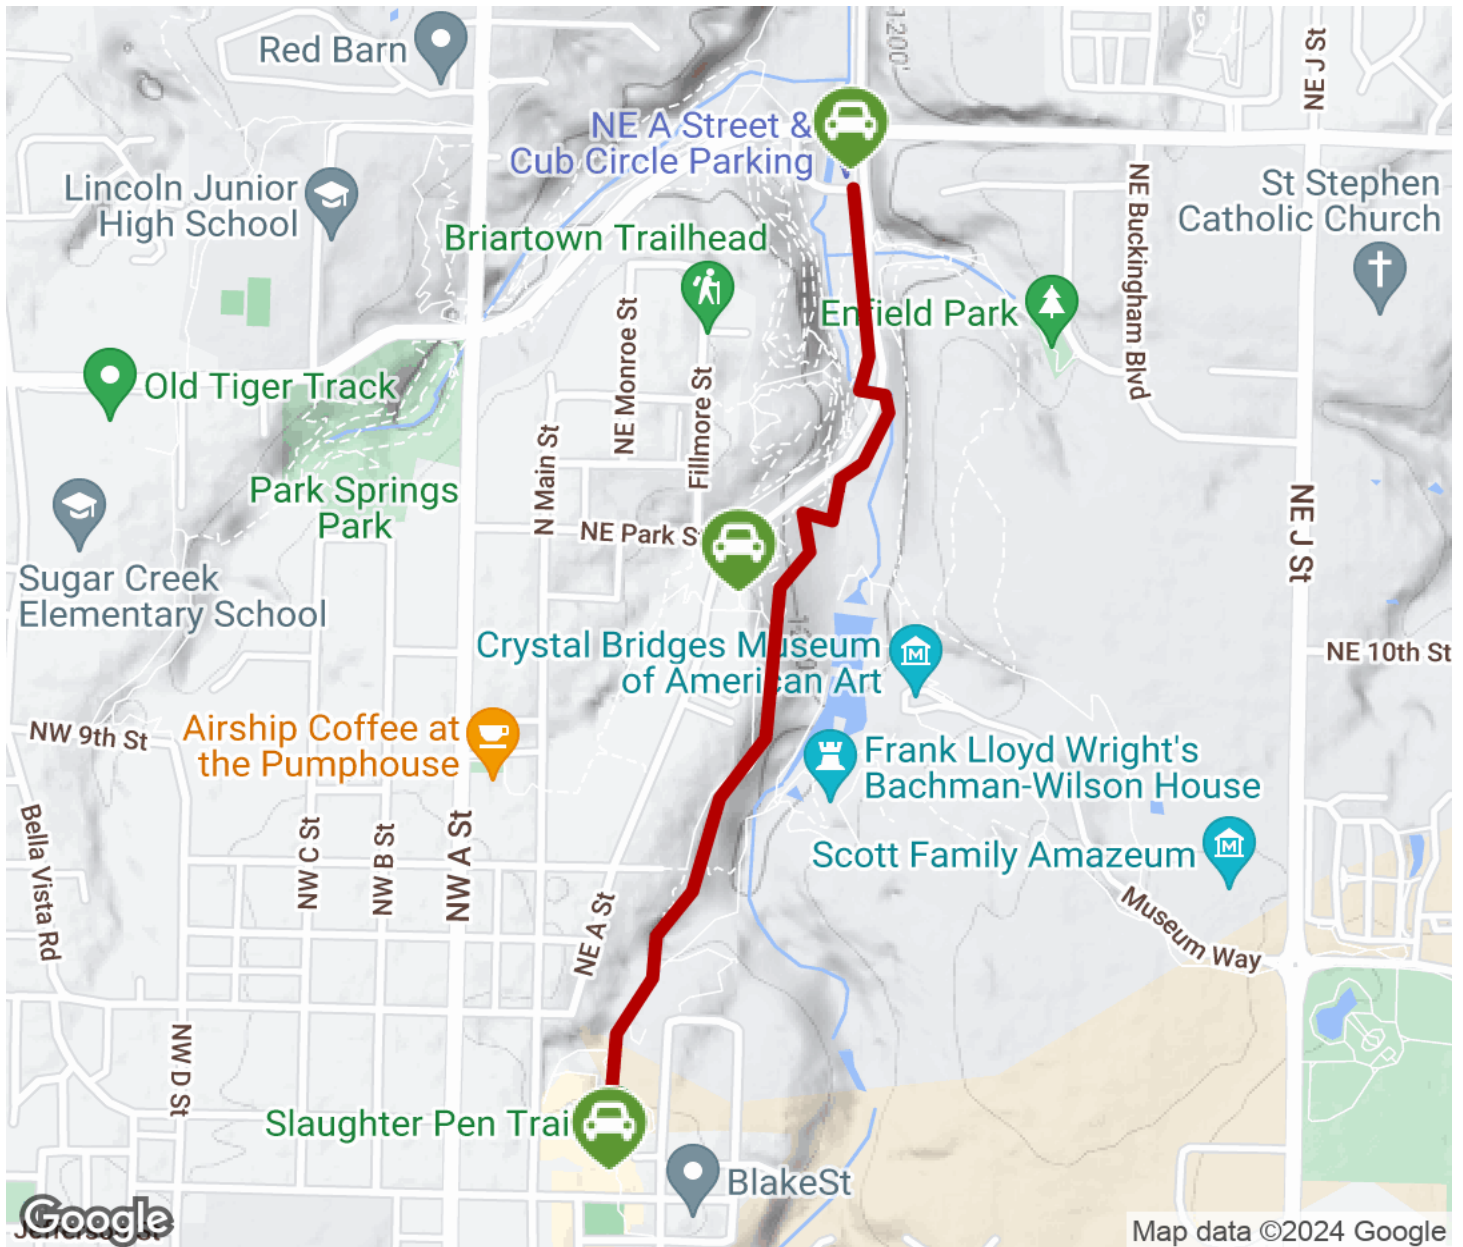 1200'
NE J St
Red Barn
NE A Street &
Cub Circle Parking
Lincoln Junior
High School
St Stephen
Catholic Church
NE Buckingham Blvd
Briartown Trailhead
Enfield Park
NE Monroe St
Fillmore St
Old Tiger Track
N Main St
Park Springs
Park
NE Park S
NE J St
Sugar Creek
Elementary School
Crystal Bridges Museum
of American Art
NE 10th St
NW 9th St
Airship Coffee at
the Pumphouse
Frank Lloyd Wright's
Bachman-Wilson House
Bella Vista Rd
NW C St
NW B St
NW A St
Scott Family Amazeum
NE A St
Museum Way
NW D St
Slaughter Pen Trai
BlakeSt
Google
Jefferson St
Map data ©2024 Google